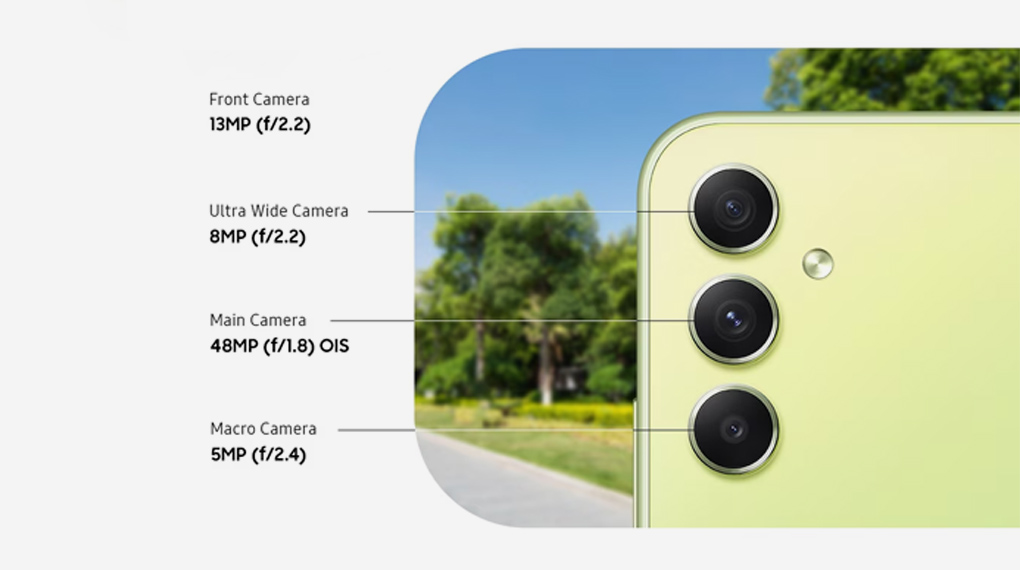 Front Camera
13MP (f/2.2)
Ultra Wide Camera
8MP (f/2.2)
Main Camera
48MP (f/1.8) OIS
Macro Camera
5MP (f/2.4)